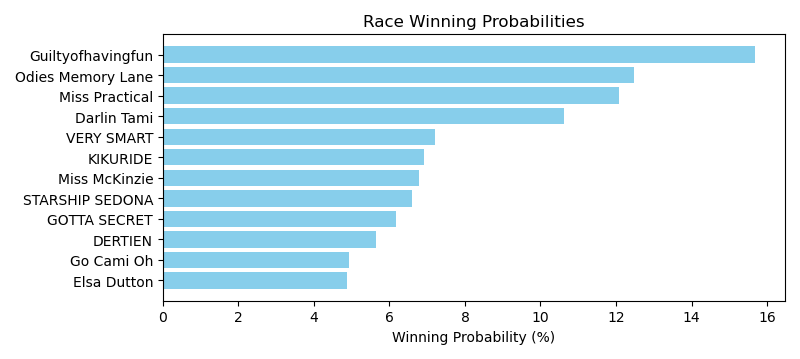 Race Winning Probabilities
Guiltyofhavingfun
Odies Memory Lane
Miss Practical
Darlin Tami
VERY SMART
KIKURIDE
Miss McKinzie
STARSHIP SEDONA
GOTTA SECRET
DERTIEN
Go Cami Oh
Elsa Dutton
0 2 4 6 8 10 12 14 16
Winning Probability (%)